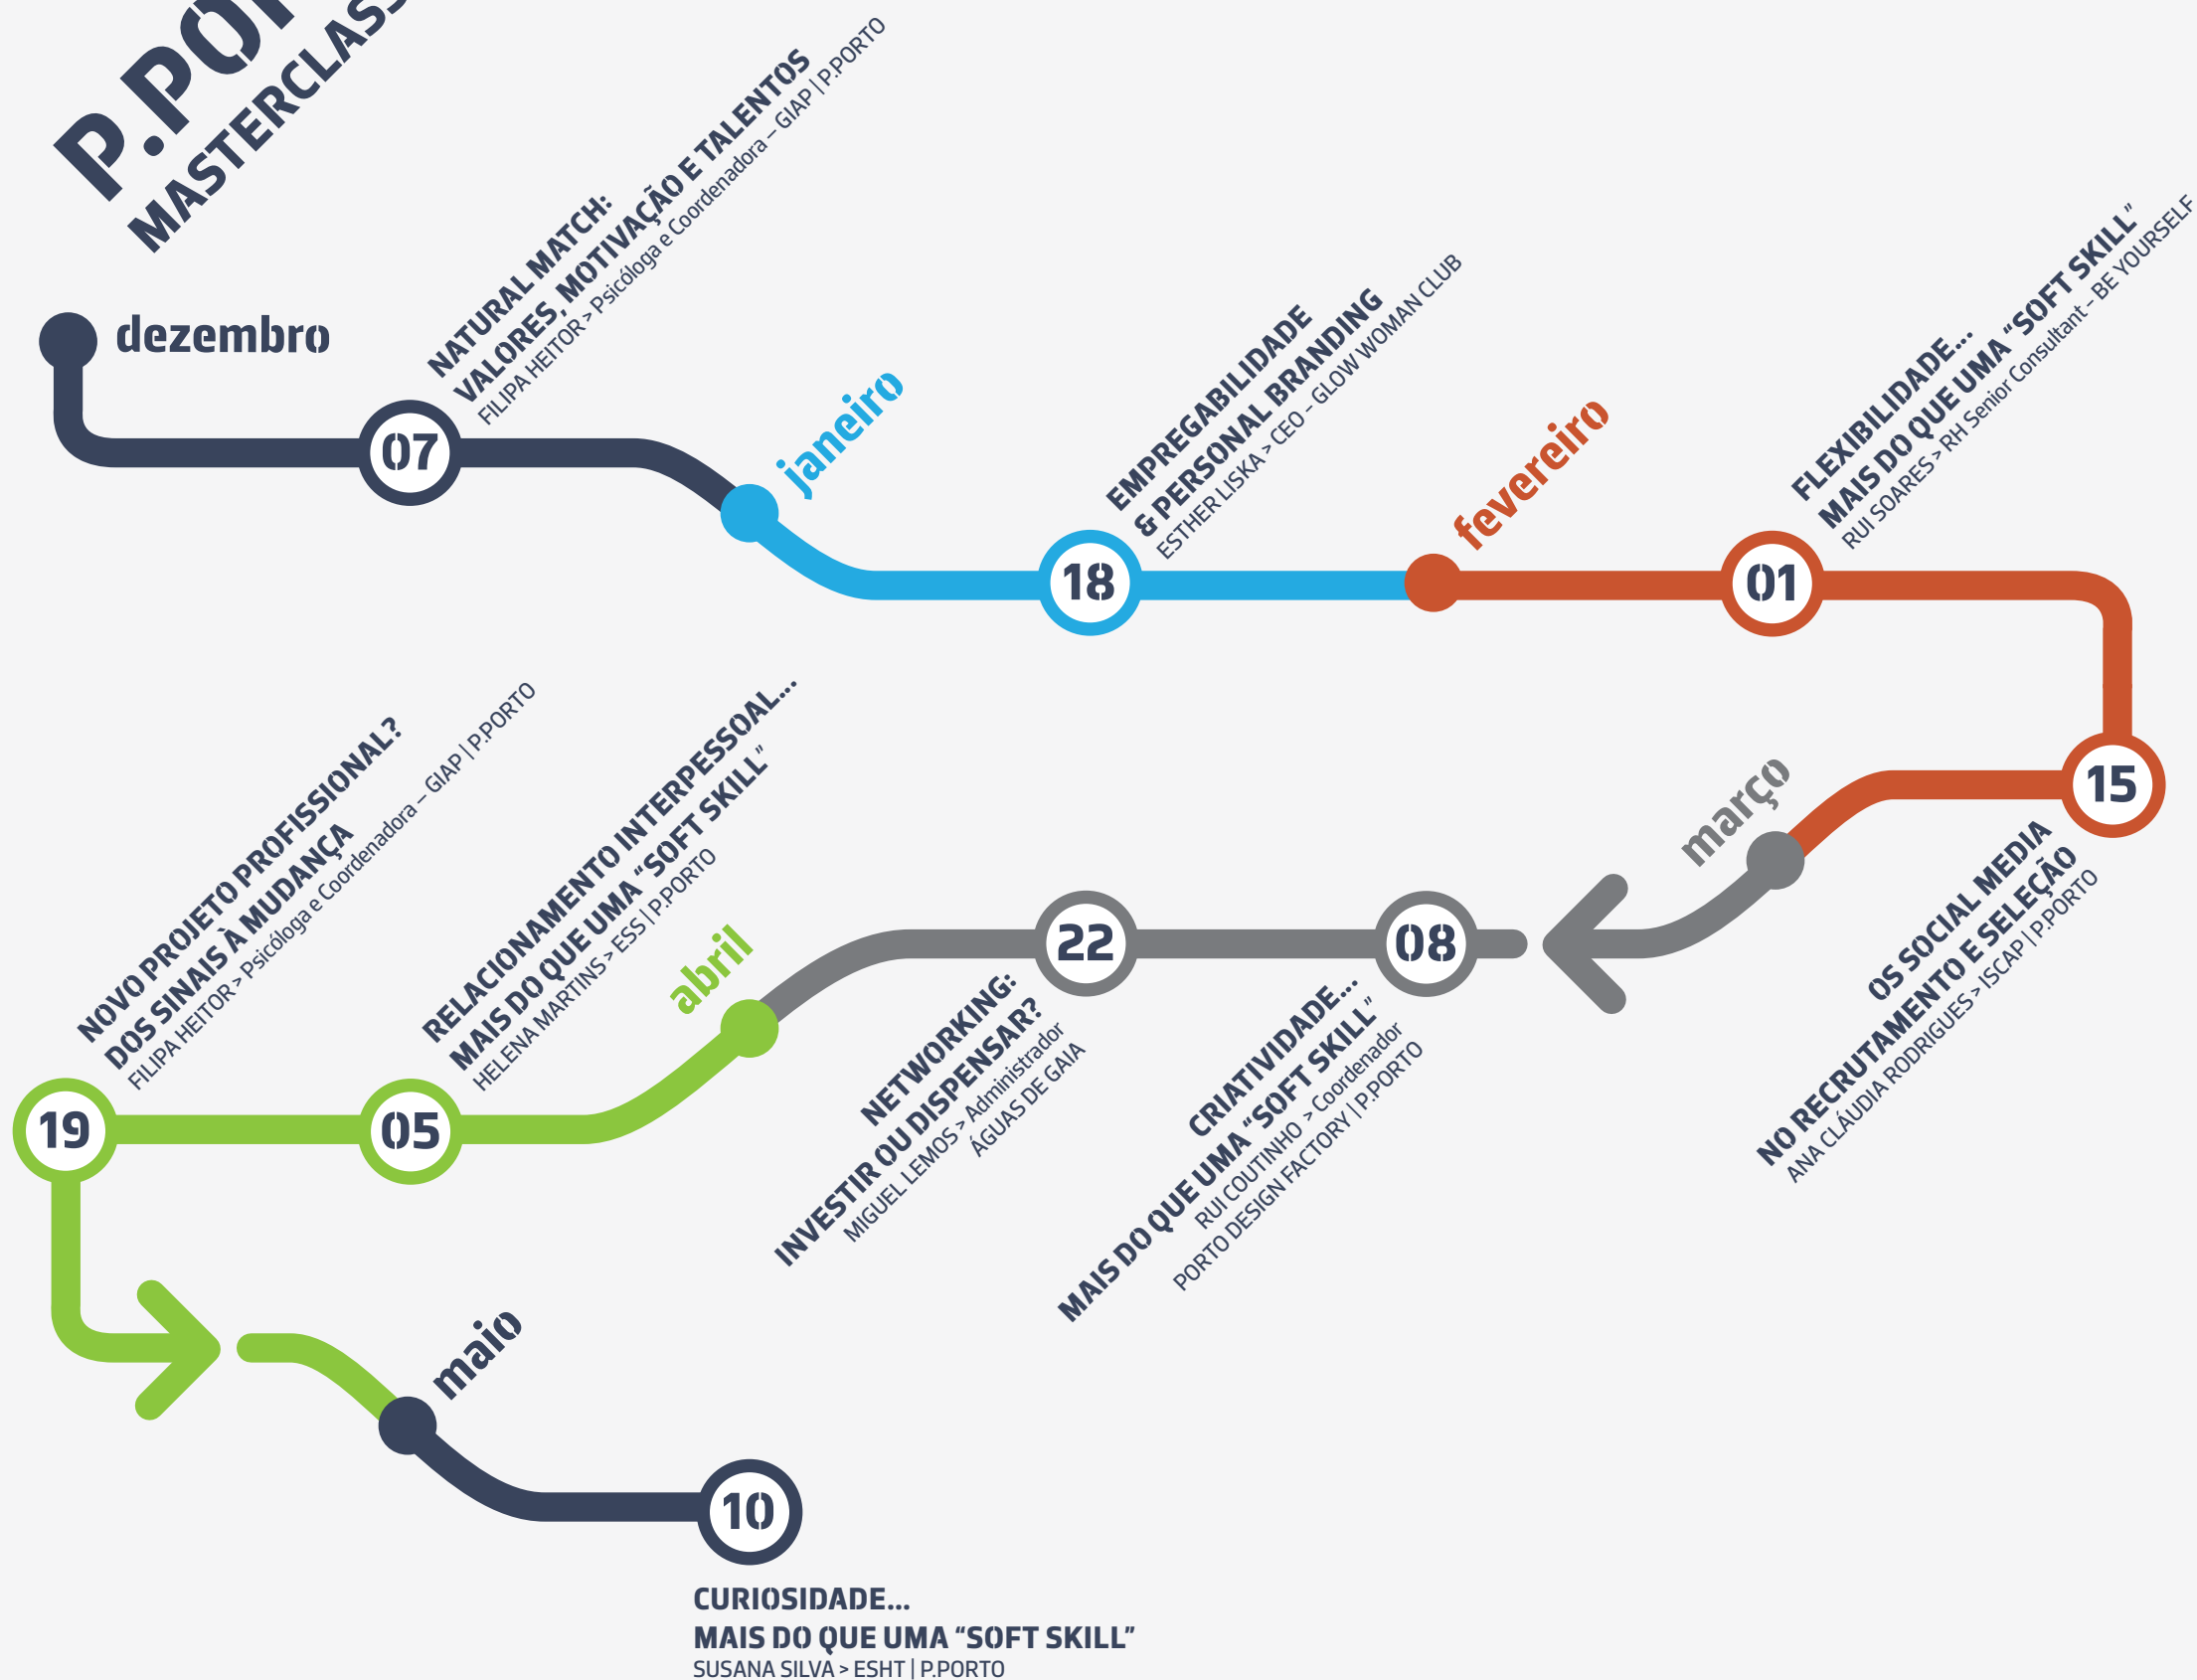 P.POR
MASTERCLASS
dezembro
07
NATURAL MATCH:
VALORES, MOTIVAÇÃO E TALENTOS
FILIPA HEITOR > Psicóloga e Coordenadora – GIAP | P.PORTO
janeiro
18
EMPREGABILIDADE
& PERSONAL BRANDING
ESTHER LISKA > CEO - GLOW WOMAN CLUB
fevereiro
01
FLEXIBILIDADE...
MAIS DO QUE UMA “SOFT SKILL”
RUI SOARES > RH Senior Consultant - BE YOURSELF
15
OS SOCIAL MEDIA
NO RECRUTAMENTO E SELEÇÃO
ANA CLÁUDIA RODRIGUES > ISCAP | P.PORTO
março
08
CRIATIVIDADE...
MAIS DO QUE UMA “SOFT SKILL”
RUI COUTINHO > Coordenador
PORTO DESIGN FACTORY | P.PORTO
22
NETWORKING:
INVESTIR OU DISPENSAR?
MIGUEL LEMOS > Administrador
ÁGUAS DE GAIA
abril
05
RELACIONAMENTO INTERPESSOAL...
MAIS DO QUE UMA “SOFT SKILL”
HELENA MARTINS > ESS | P.PORTO
19
NOVO PROJETO PROFISSIONAL?
DOS SINAIS À MUDANÇA
FILIPA HEITOR > Psicóloga e Coordenadora – GIAP | P.PORTO
maio
10
CURIOSIDADE...
MAIS DO QUE UMA “SOFT SKILL”
SUSANA SILVA > ESHT | P.PORTO